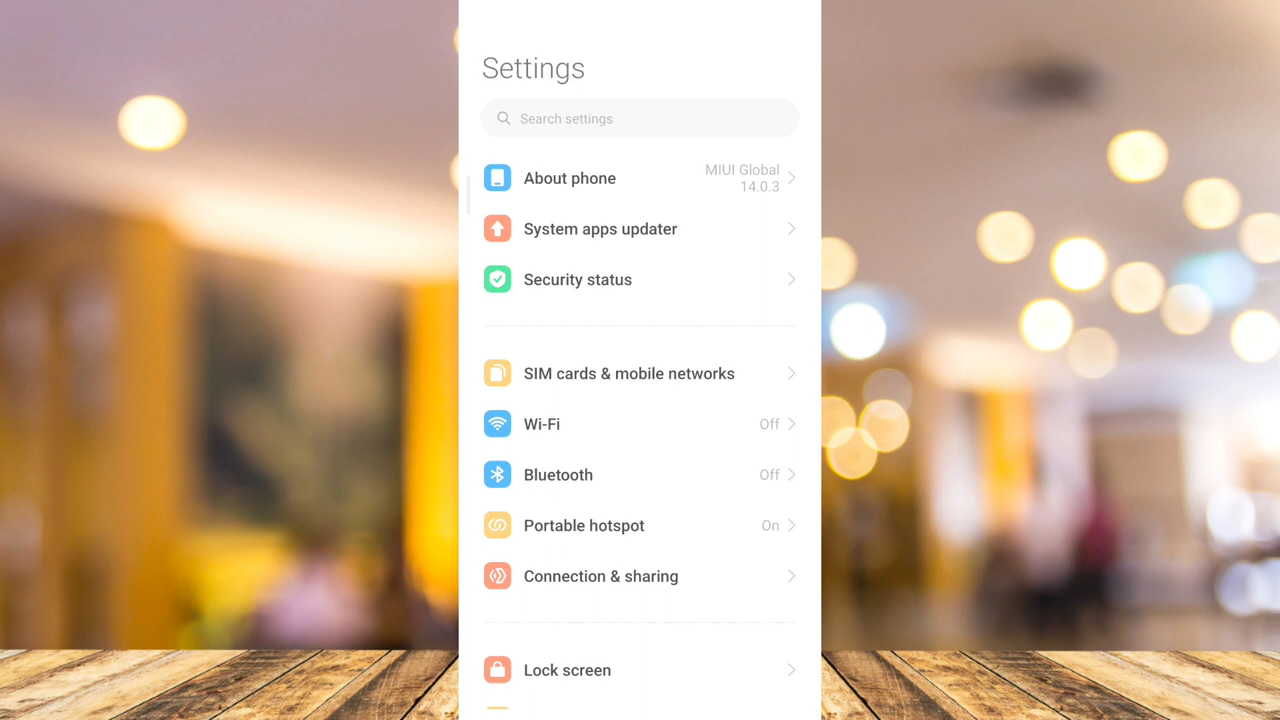 Settings
Search settings
About phone
MIUI Global
14.0.3
System apps updater
Security status
SIM cards & mobile networks
Wi-Fi Off
Bluetooth Off
Portable hotspot On
Connection & sharing
Lock screen